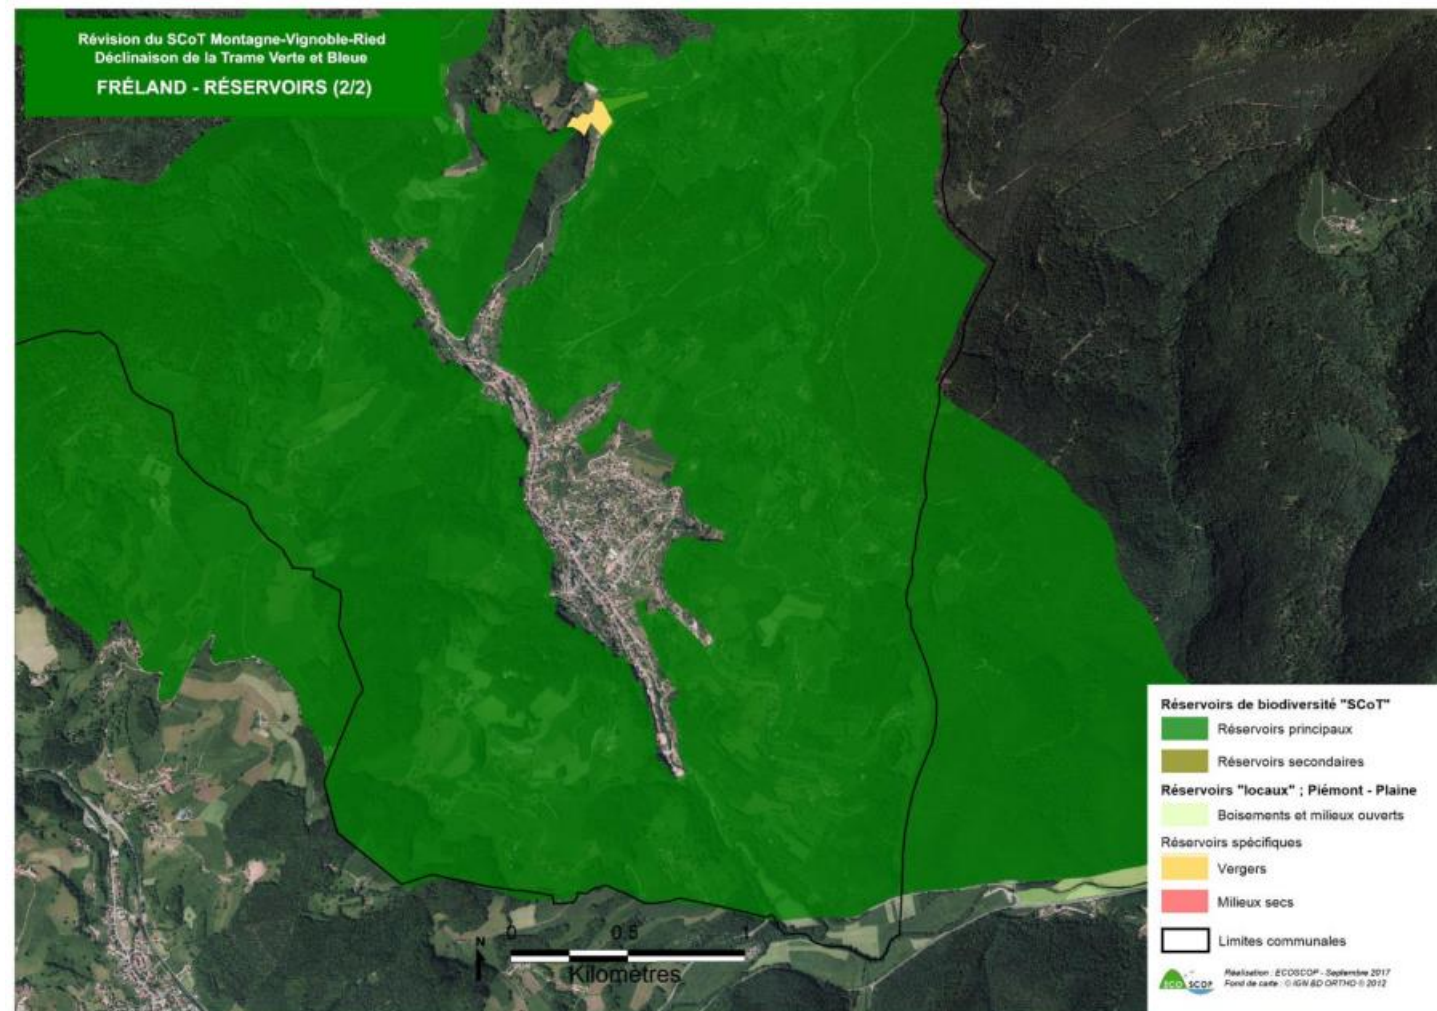 Révision du SCoT Montagne-Vignoble-Ried
Déclinaison de la Trame Verte et Bleue
FRÉLAND - RÉSERVOIRS (2/2)
Réservoirs de biodiversité "SCoT"
Réservoirs principaux
Réservoirs secondaires
Réservoirs "locaux" ; Piémont - Plaine
Boisements et milieux ouverts
Réservoirs spécifiques
Vergers
Milieux secs
Limites communales
ECO SCOP
Réalisation : ECOSCOP - Septembre 2017
Fond de carte : © IGN BD ORTHO ® 2012
N
0 0.5 1
Kilomètres